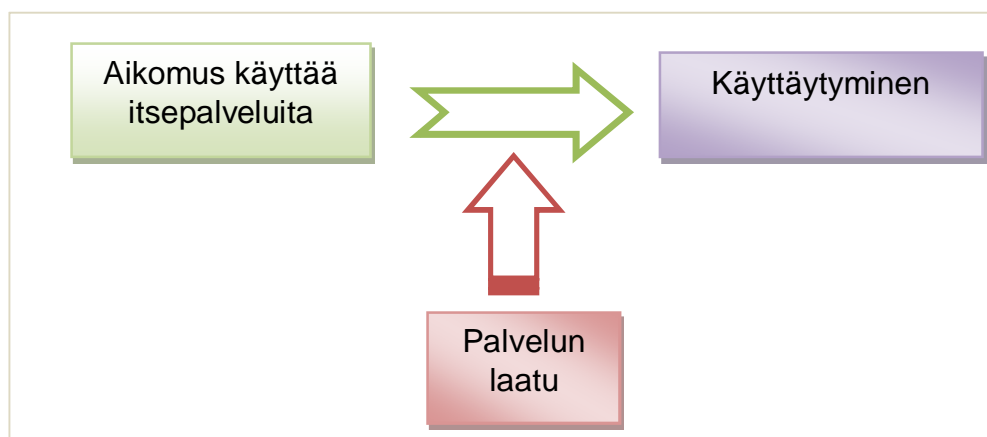 Aikomus käyttää
itsepalveluita
Käyttäytyminen
Palvelun
laatu